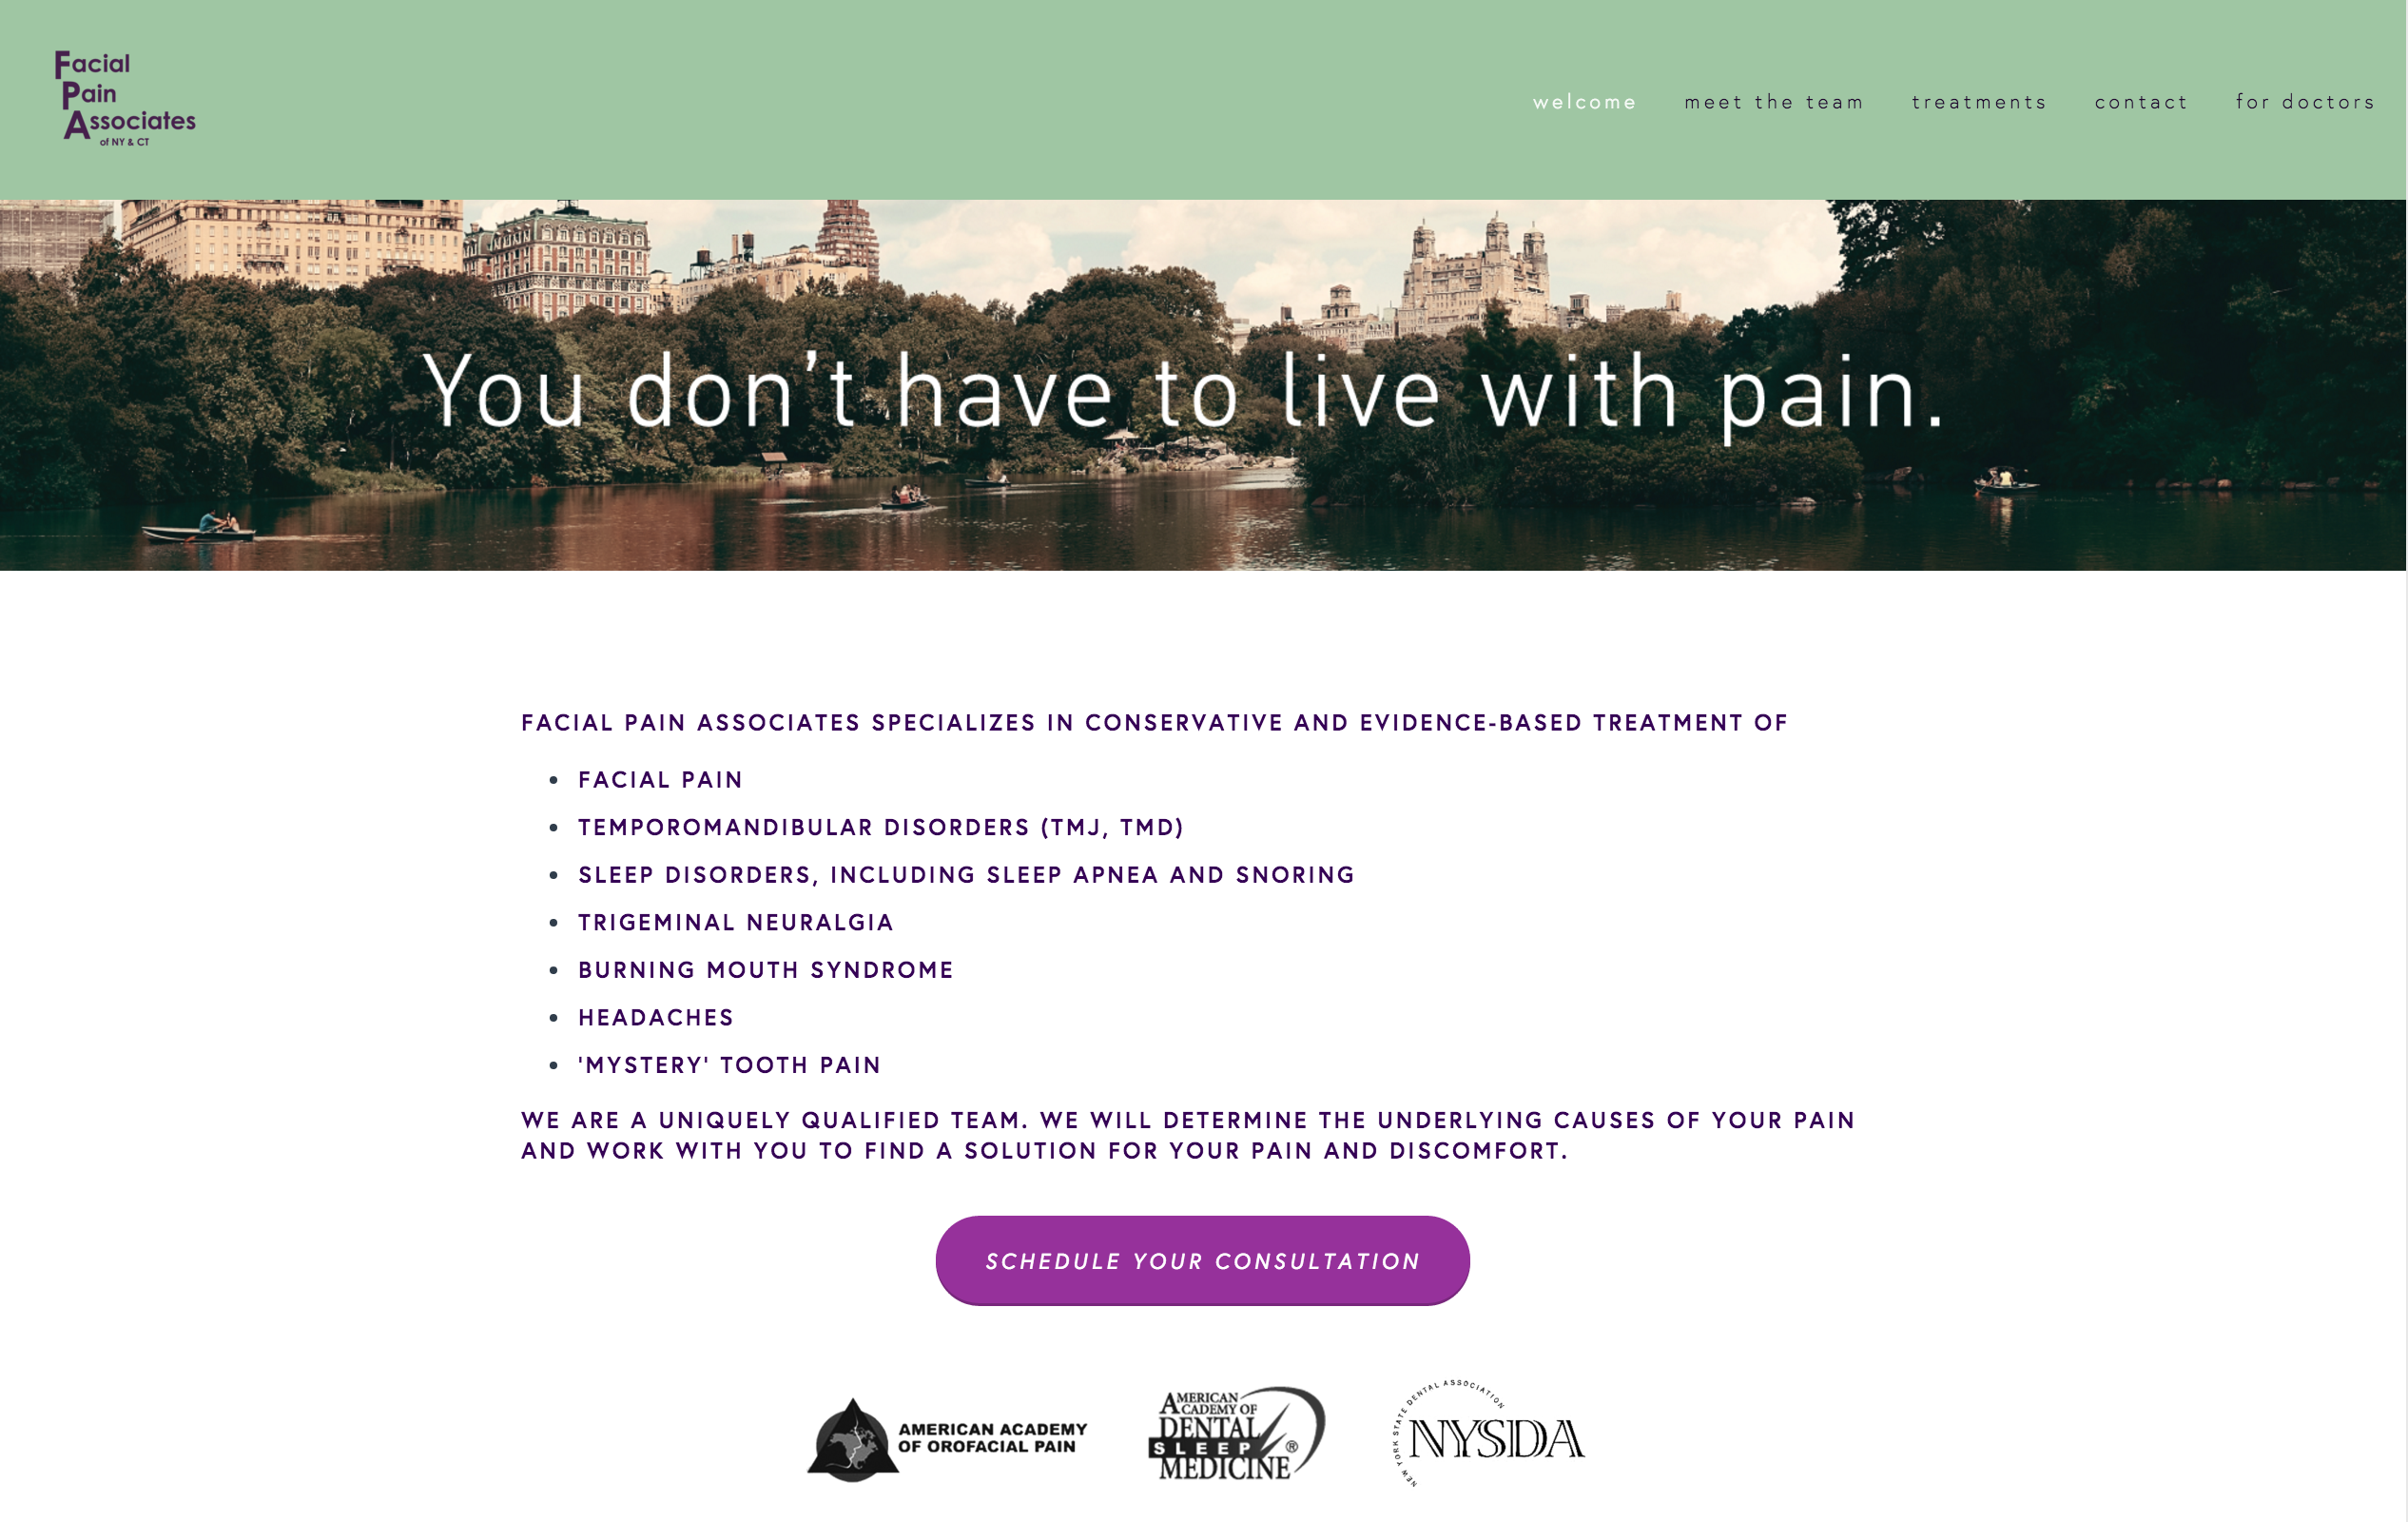 Facial
Pain
Associates
of NY & CT
welcome meet the team treatments contact for doctors
You don't have to live with pain.
FACIAL PAIN ASSOCIATES SPECIALIZES IN CONSERVATIVE AND EVIDENCE-BASED TREATMENT OF
• FACIAL PAIN
• TEMPOROMANDIBULAR DISORDERS (TMJ, TMD)
• SLEEP DISORDERS, INCLUDING SLEEP APNEA AND SNORING
• TRIGEMINAL NEURALGIA
• BURNING MOUTH SYNDROME
• HEADACHES
• 'MYSTERY' TOOTH PAIN
WE ARE A UNIQUELY QUALIFIED TEAM. WE WILL DETERMINE THE UNDERLYING CAUSES OF YOUR PAIN
AND WORK WITH YOU TO FIND A SOLUTION FOR YOUR PAIN AND DISCOMFORT.
SCHEDULE YOUR CONSULTATION
AMERICAN ACADEMY
OF OROFACIAL PAIN
AMERICAN
ACADEMY OF
DENTAL
SLEEP ®
MEDICINE
NEW YORK STATE DENTAL ASSOCIATION
NYSDA